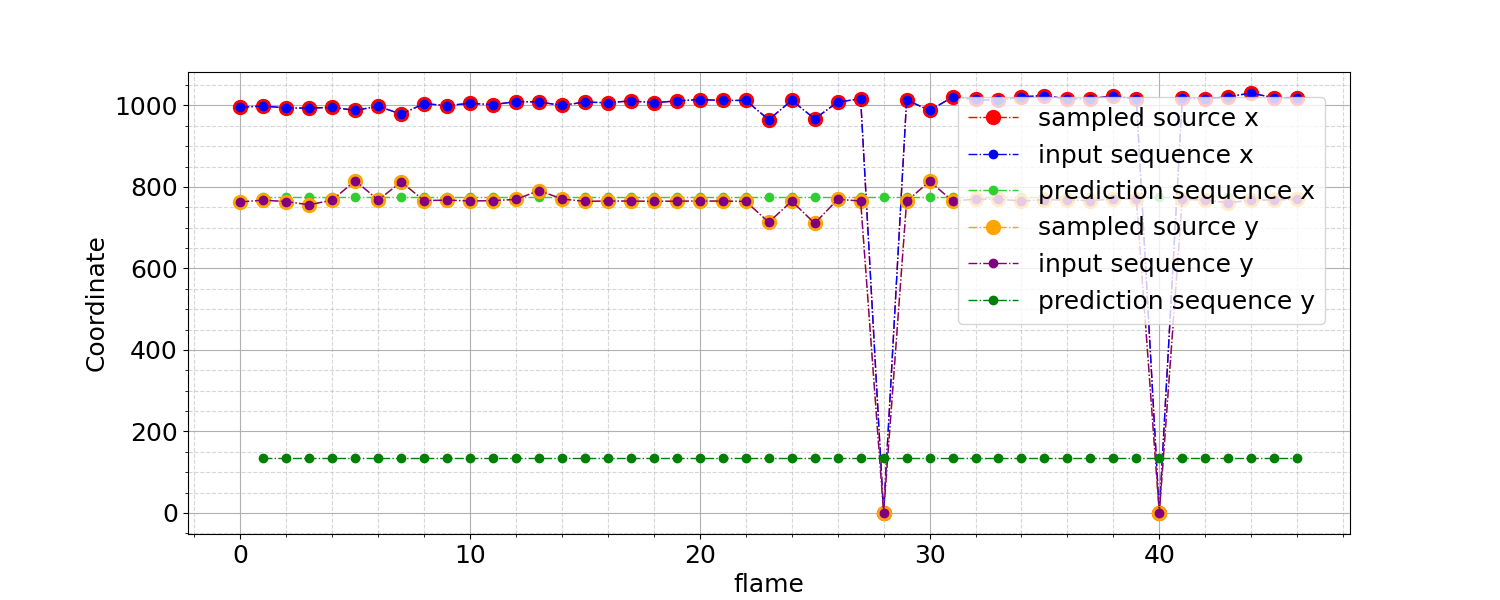 1000
800
600
400
200
0
Coordinate
sampled source x
input sequence x
prediction sequence x
sampled source y
input sequence y
prediction sequence y
0 10 20 30 40
flame